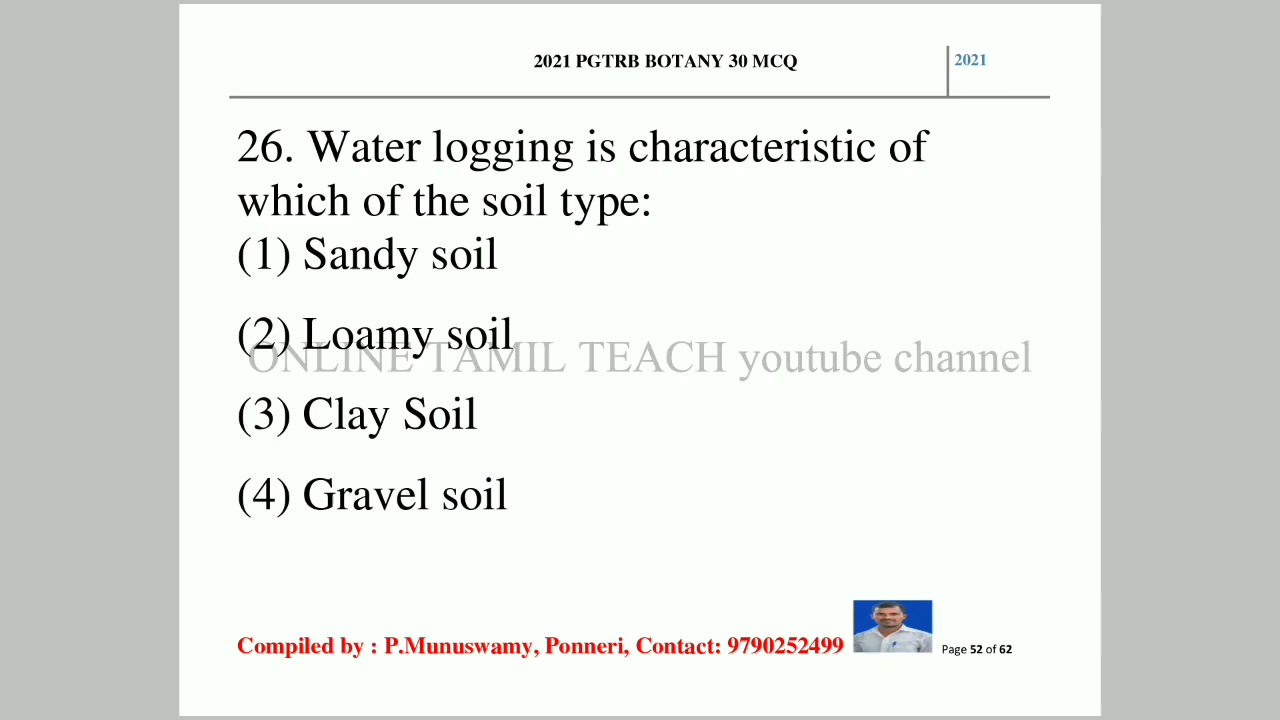 2021 PGTRB BOTANY 30 MCQ
2021
26. Water logging is characteristic of
which of the soil type:
(1) Sandy soil
(2) Loamy soil
ONLINE TAMIL TEACH youtube channel
(3) Clay Soil
(4) Gravel soil
Compiled by : P.Munuswamy, Ponneri, Contact: 9790252499
Page 52 of 62